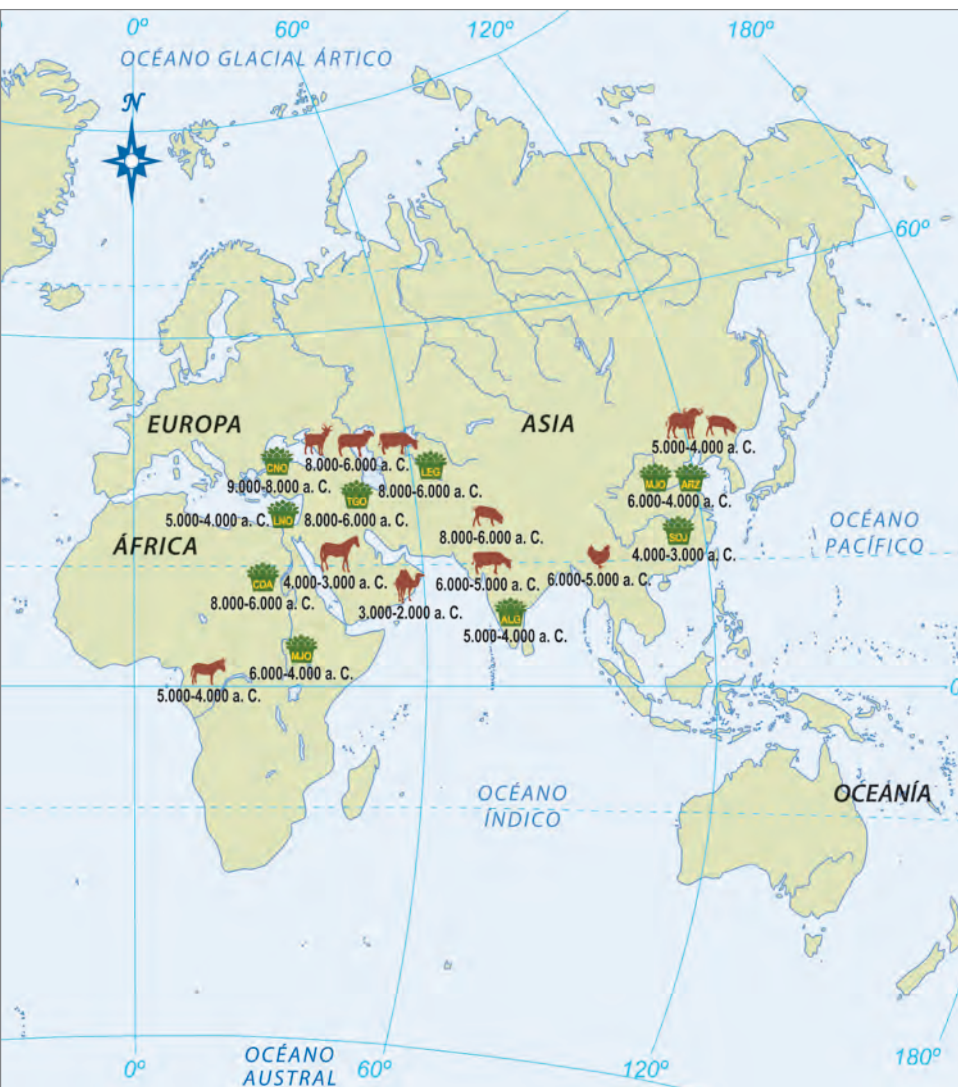 0º
60º
120º
180º
OCÉANO GLACIAL ÁRTICO
N
60º
EUROPA
ASIA
5.000-4.000 a. C.
CNO
8.000-6.000 a. C.
LEG
MJO
ARZ
9.000-8.000 a. C.
TGO
8.000-6.000 a. C.
6.000-4.000 a. C.
5.000-4.000 a. C.
LNO
8.000-6.000 a. C.
8.000-6.000 a. C.
SOJ
4.000-3.000 a. C.
OCÉANO
PACÍFICO
ÁFRICA
CDA
4.000-3.000 a. C.
6.000-5.000 a. C.
6.000-5.000 a. C.
8.000-6.000 a. C.
3.000-2.000 a. C.
ALG
5.000-4.000 a. C.
MJO
6.000-4.000 a. C.
5.000-4.000 a. C.
OCÉANO
ÍNDICO
OCEANÍA
OCÉANO
AUSTRAL
0º
60º
120º
180º